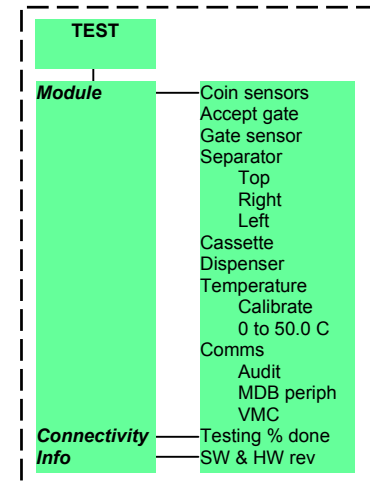 TEST
Module Coin sensors
Accept gate
Gate sensor
Separator
Top
Right
Left
Cassette
Dispenser
Temperature
Calibrate
0 to 50.0 C
Comms
Audit
MDB periph
VMC
Connectivity Testing % done
Info SW & HW rev